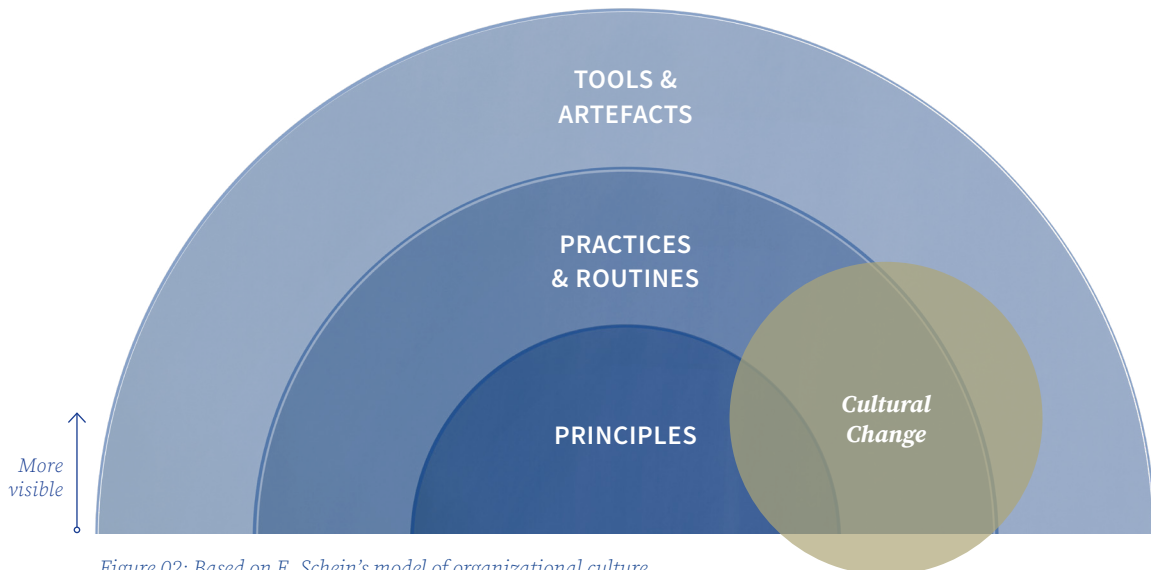 TOOLS &
ARTEFACTS
PRACTICES
& ROUTINES
PRINCIPLES
Cultural
Change
More
visible
Figure 02: Based on E. Schein's model of organizational culture